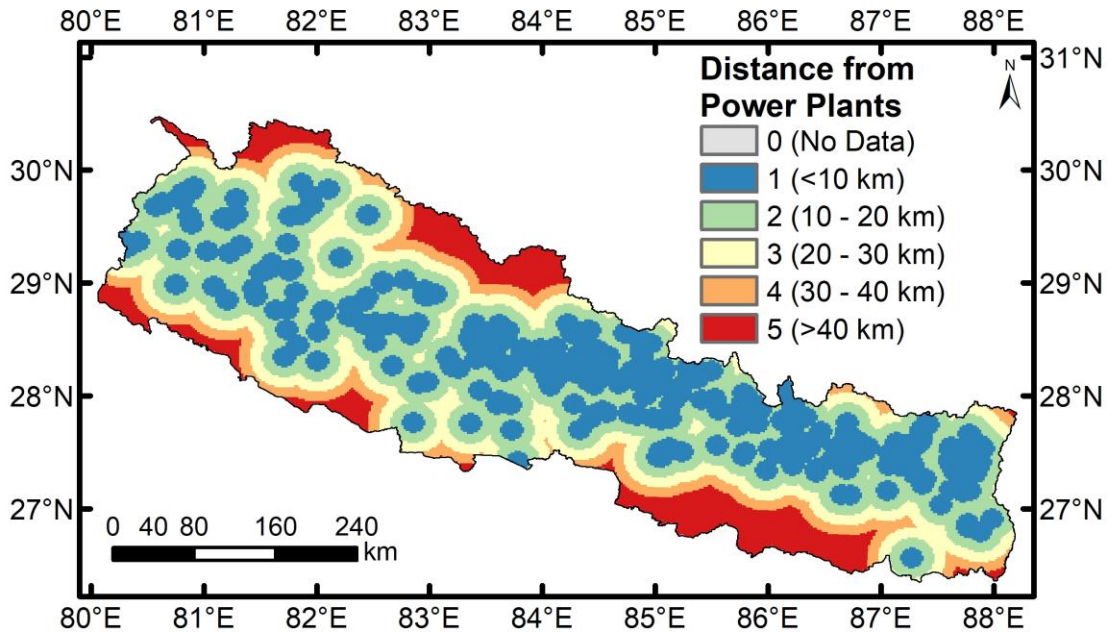 80°E 81°E 82°E 83°E 84°E 85°E 86°E 87°E 88°E
31°N
30°N 30°N
29°N 29°N
28°N 28°N
27°N 27°N
Distance from
Power Plants
0 (No Data)
1 (<10 km)
2 (10 - 20 km)
3 (20 - 30 km)
4 (30 - 40 km)
5 (>40 km)
N
0 40 80 160 240
km
80°E 81°E 82°E 83°E 84°E 85°E 86°E 87°E 88°E